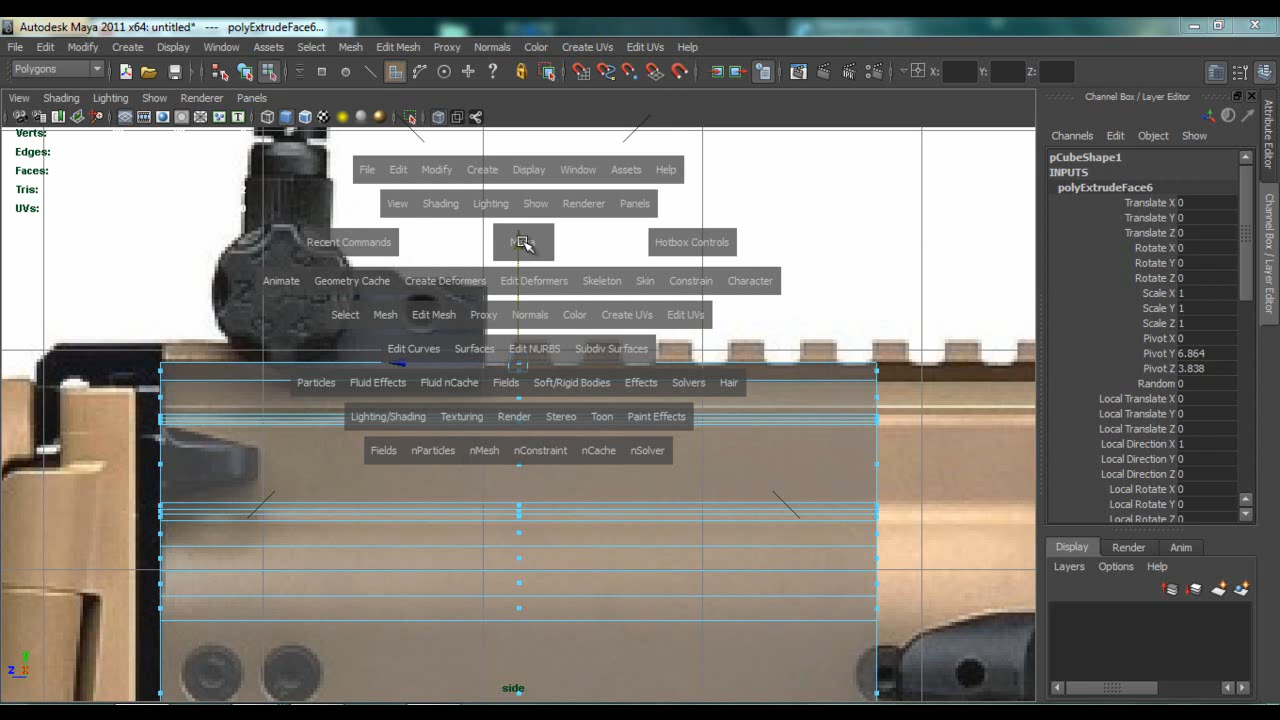 Autodesk Maya 2011 x64: untitled* --- polyExtrudeFace6...
File Edit Modify Create Display Window Assets Select Mesh Edit Mesh Proxy Normals Color Create UVs Edit UVs Help
Polygons
X: Y: Z:
View Shading Lighting Show Renderer Panels
Channel Box / Layer Editor
Channels Edit Object Show
Verts:
Edges:
Faces:
Tris:
UVs:
File Edit Modify Create Display Window Assets Help
View Shading Lighting Show Renderer Panels
Recent Commands
Hotbox Controls
Animate Geometry Cache Create Deformers Edit Deformers Skeleton Skin Constrain Character
Select Mesh Edit Mesh Proxy Normals Color Create UVs Edit UVs
Edit Curves Surfaces Edit NURBS Subdiv Surfaces
Particles Fluid Effects Fluid nCache Fields Soft/Rigid Bodies Effects Solvers Hair
Lighting/Shading Texturing Render Stereo Toon Paint Effects
Fields nParticles nMesh nConstraint nCache nSolver
side
Z X
Y
pCubeShape1
INPUTS
polyExtrudeFace6
Translate X 0
Translate Y 0
Translate Z 0
Rotate X 0
Rotate Y 0
Rotate Z 0
Scale X 1
Scale Y 1
Scale Z 1
Pivot X 0
Pivot Y 6.864
Pivot Z 3.838
Random 0
Local Translate X 0
Local Translate Y 0
Local Translate Z 0
Local Direction X 1
Local Direction Y 0
Local Direction Z 0
Local Rotate X 0
Local Rotate Y 0
Local Rotate Z 0
Display Render Anim
Layers Options Help
Attribute Editor
Channel Box / Layer Editor